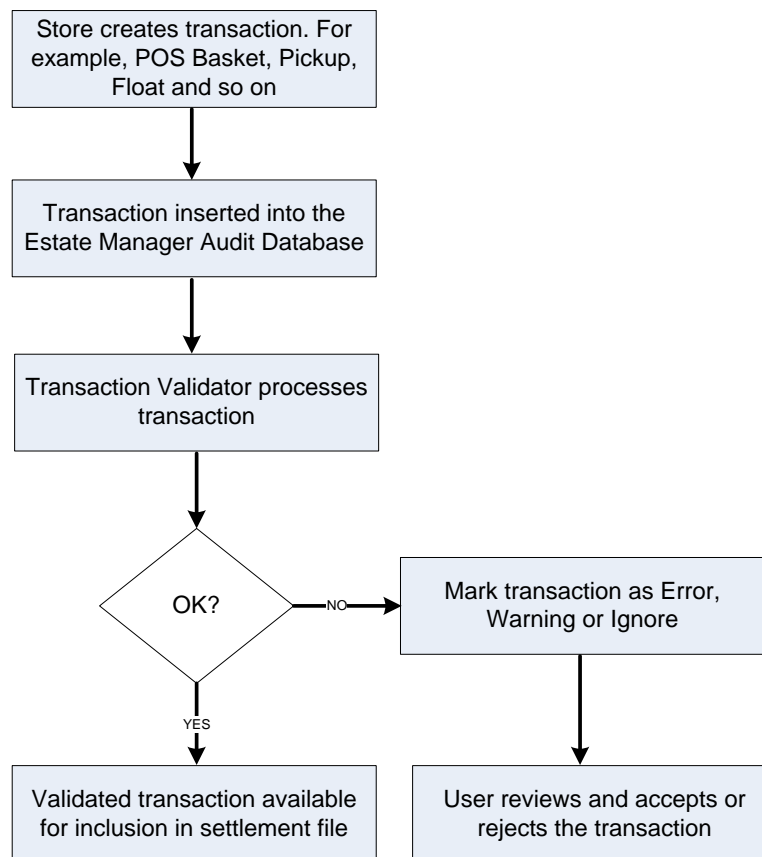 Store creates transaction. For
example, POS Basket, Pickup,
Float and so on
Transaction inserted into the
Estate Manager Audit Database
Transaction Validator processes
transaction
OK?
NO
Mark transaction as Error,
Warning or Ignore
YES
Validated transaction available
for inclusion in settlement file
User reviews and accepts or
rejects the transaction